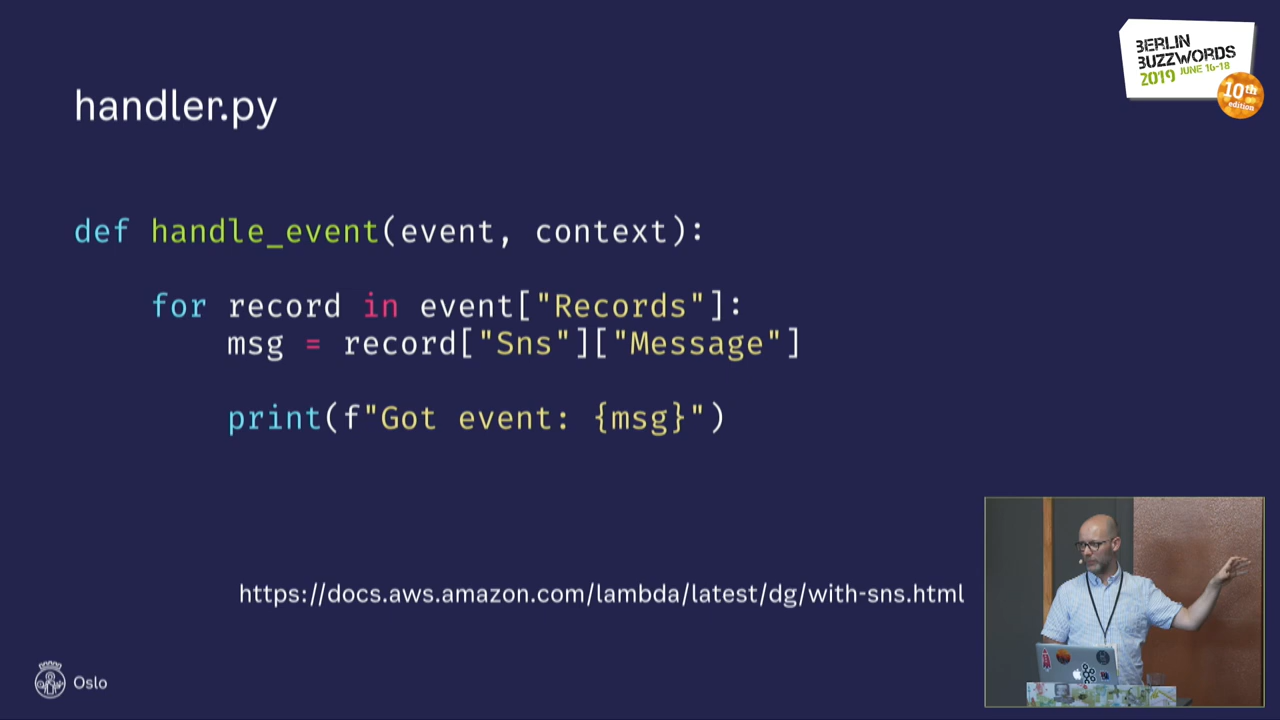 BERLIN
BUZZWORDS
2019 JUNE 16-18
10th
edition
handler.py
def handle_event(event, context):
for record in event["Records"]:
msg = record["Sns"]["Message"]
print(f"Got event: {msg}")
https://docs.aws.amazon.com/lambda/latest/dg/with-sns.html
Oslo